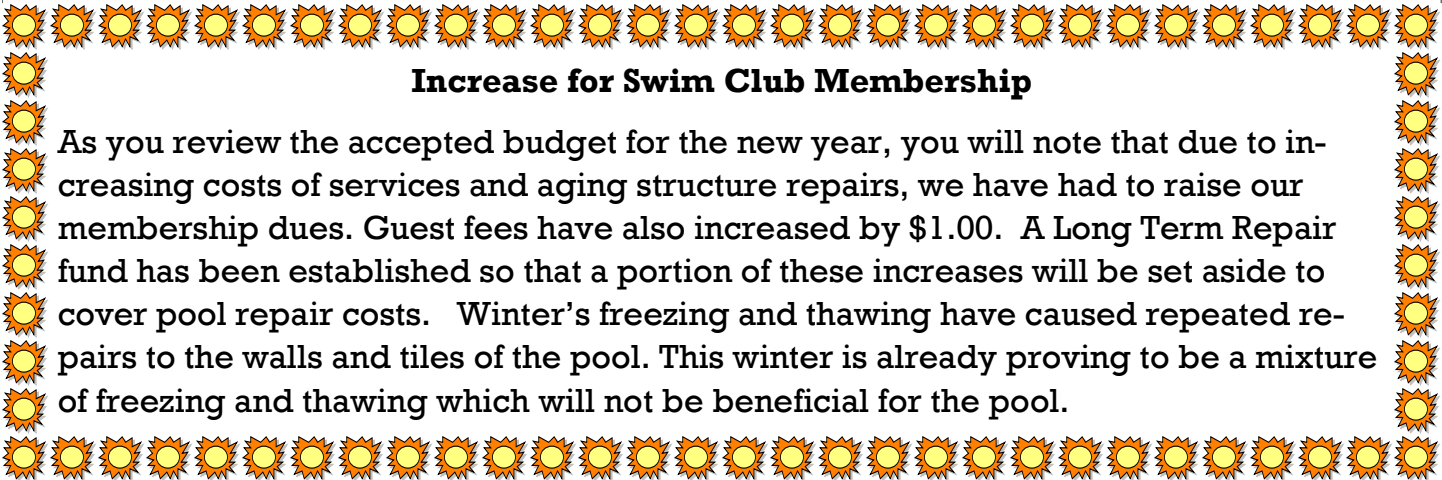 Increase for Swim Club Membership
As you review the accepted budget for the new year, you will note that due to in-
creasing costs of services and aging structure repairs, we have had to raise our
membership dues. Guest fees have also increased by $1.00.  A Long Term Repair
fund has been established so that a portion of these increases will be set aside to
cover pool repair costs.   Winter’s freezing and thawing have caused repeated re-
pairs to the walls and tiles of the pool. This winter is already proving to be a mixture
of freezing and thawing which will not be beneficial for the pool.